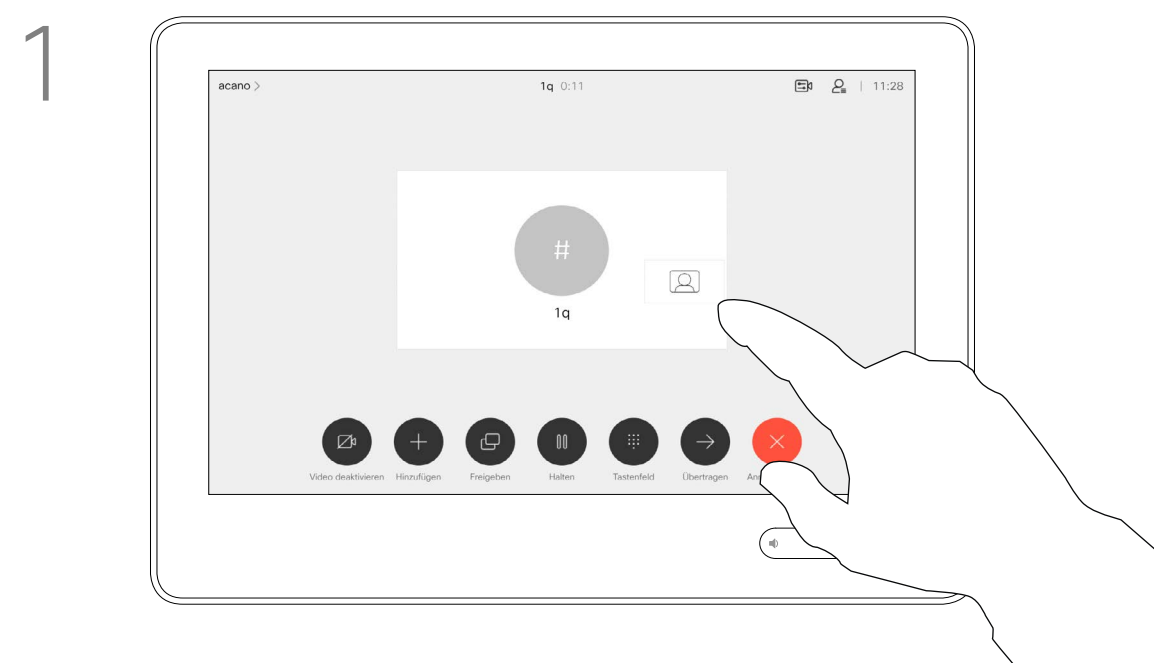 1
acano >
1q 0:11
| 11:28
#
1q
Video deaktivieren
Hinzufügen
Freigeben
Halten
Tastenfeld
Übertragen